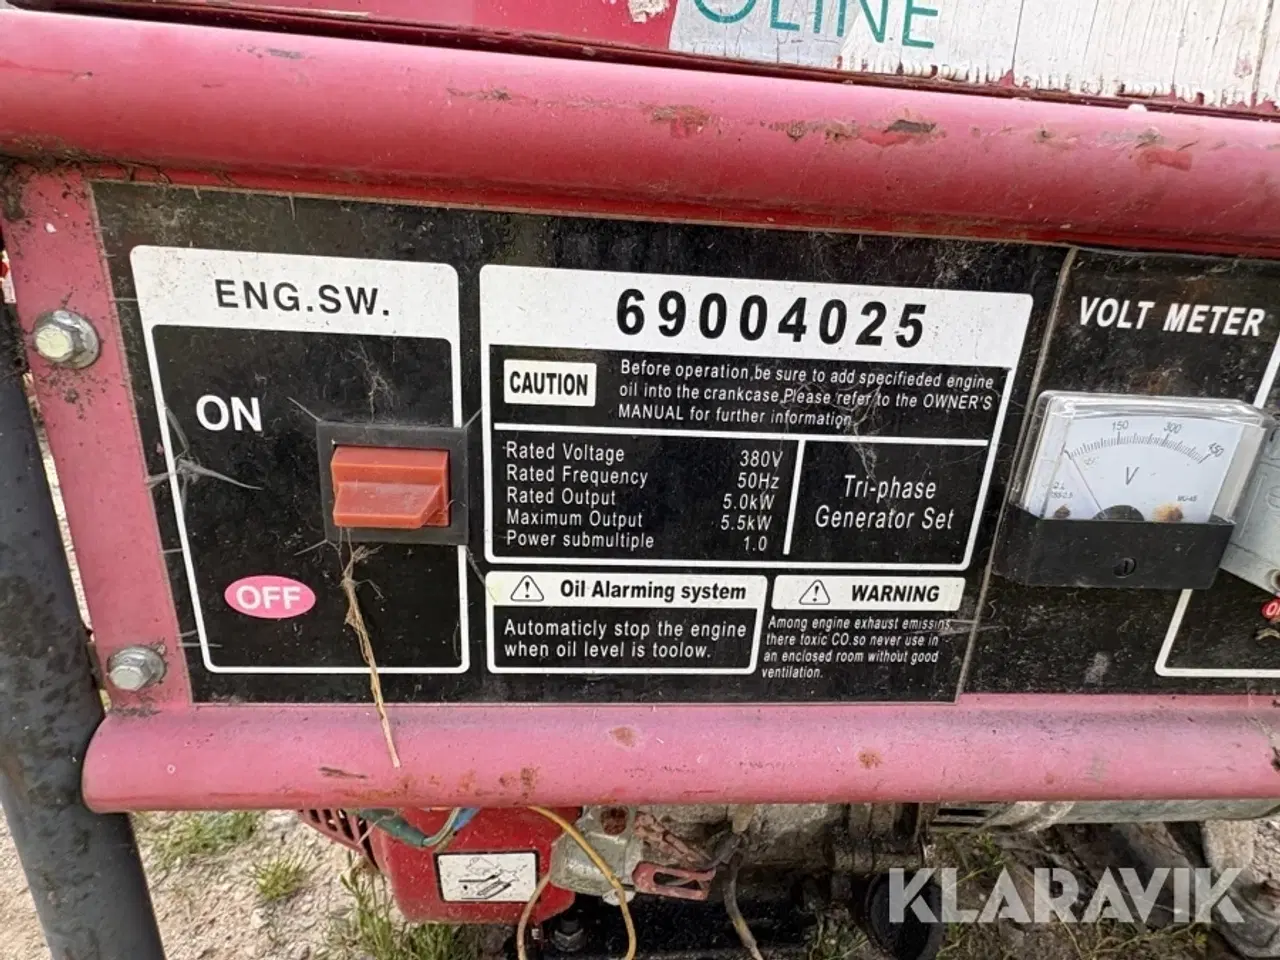 OLINE
ENG.SW.
ON
OFF
69004025
CAUTION
Before operation,be sure to add specifieded engine
oil into the crankcase,Please refer to the OWNER'S
MANUAL for further information.
Rated Voltage 380V
Rated Frequency 50Hz
Rated Output 5.0kW
Maximum Output 5.5kW
Power submultiple 1.0
Tri-phase
Generator Set
Oil Alarming system
Automaticly stop the engine
when oil level is toolow.
WARNING
Among engine exhaust emissins,
there toxic CO.so never use in
an enclosed room without good
ventilation.
VOLT METER
150 300 450
V
KLARAVIK